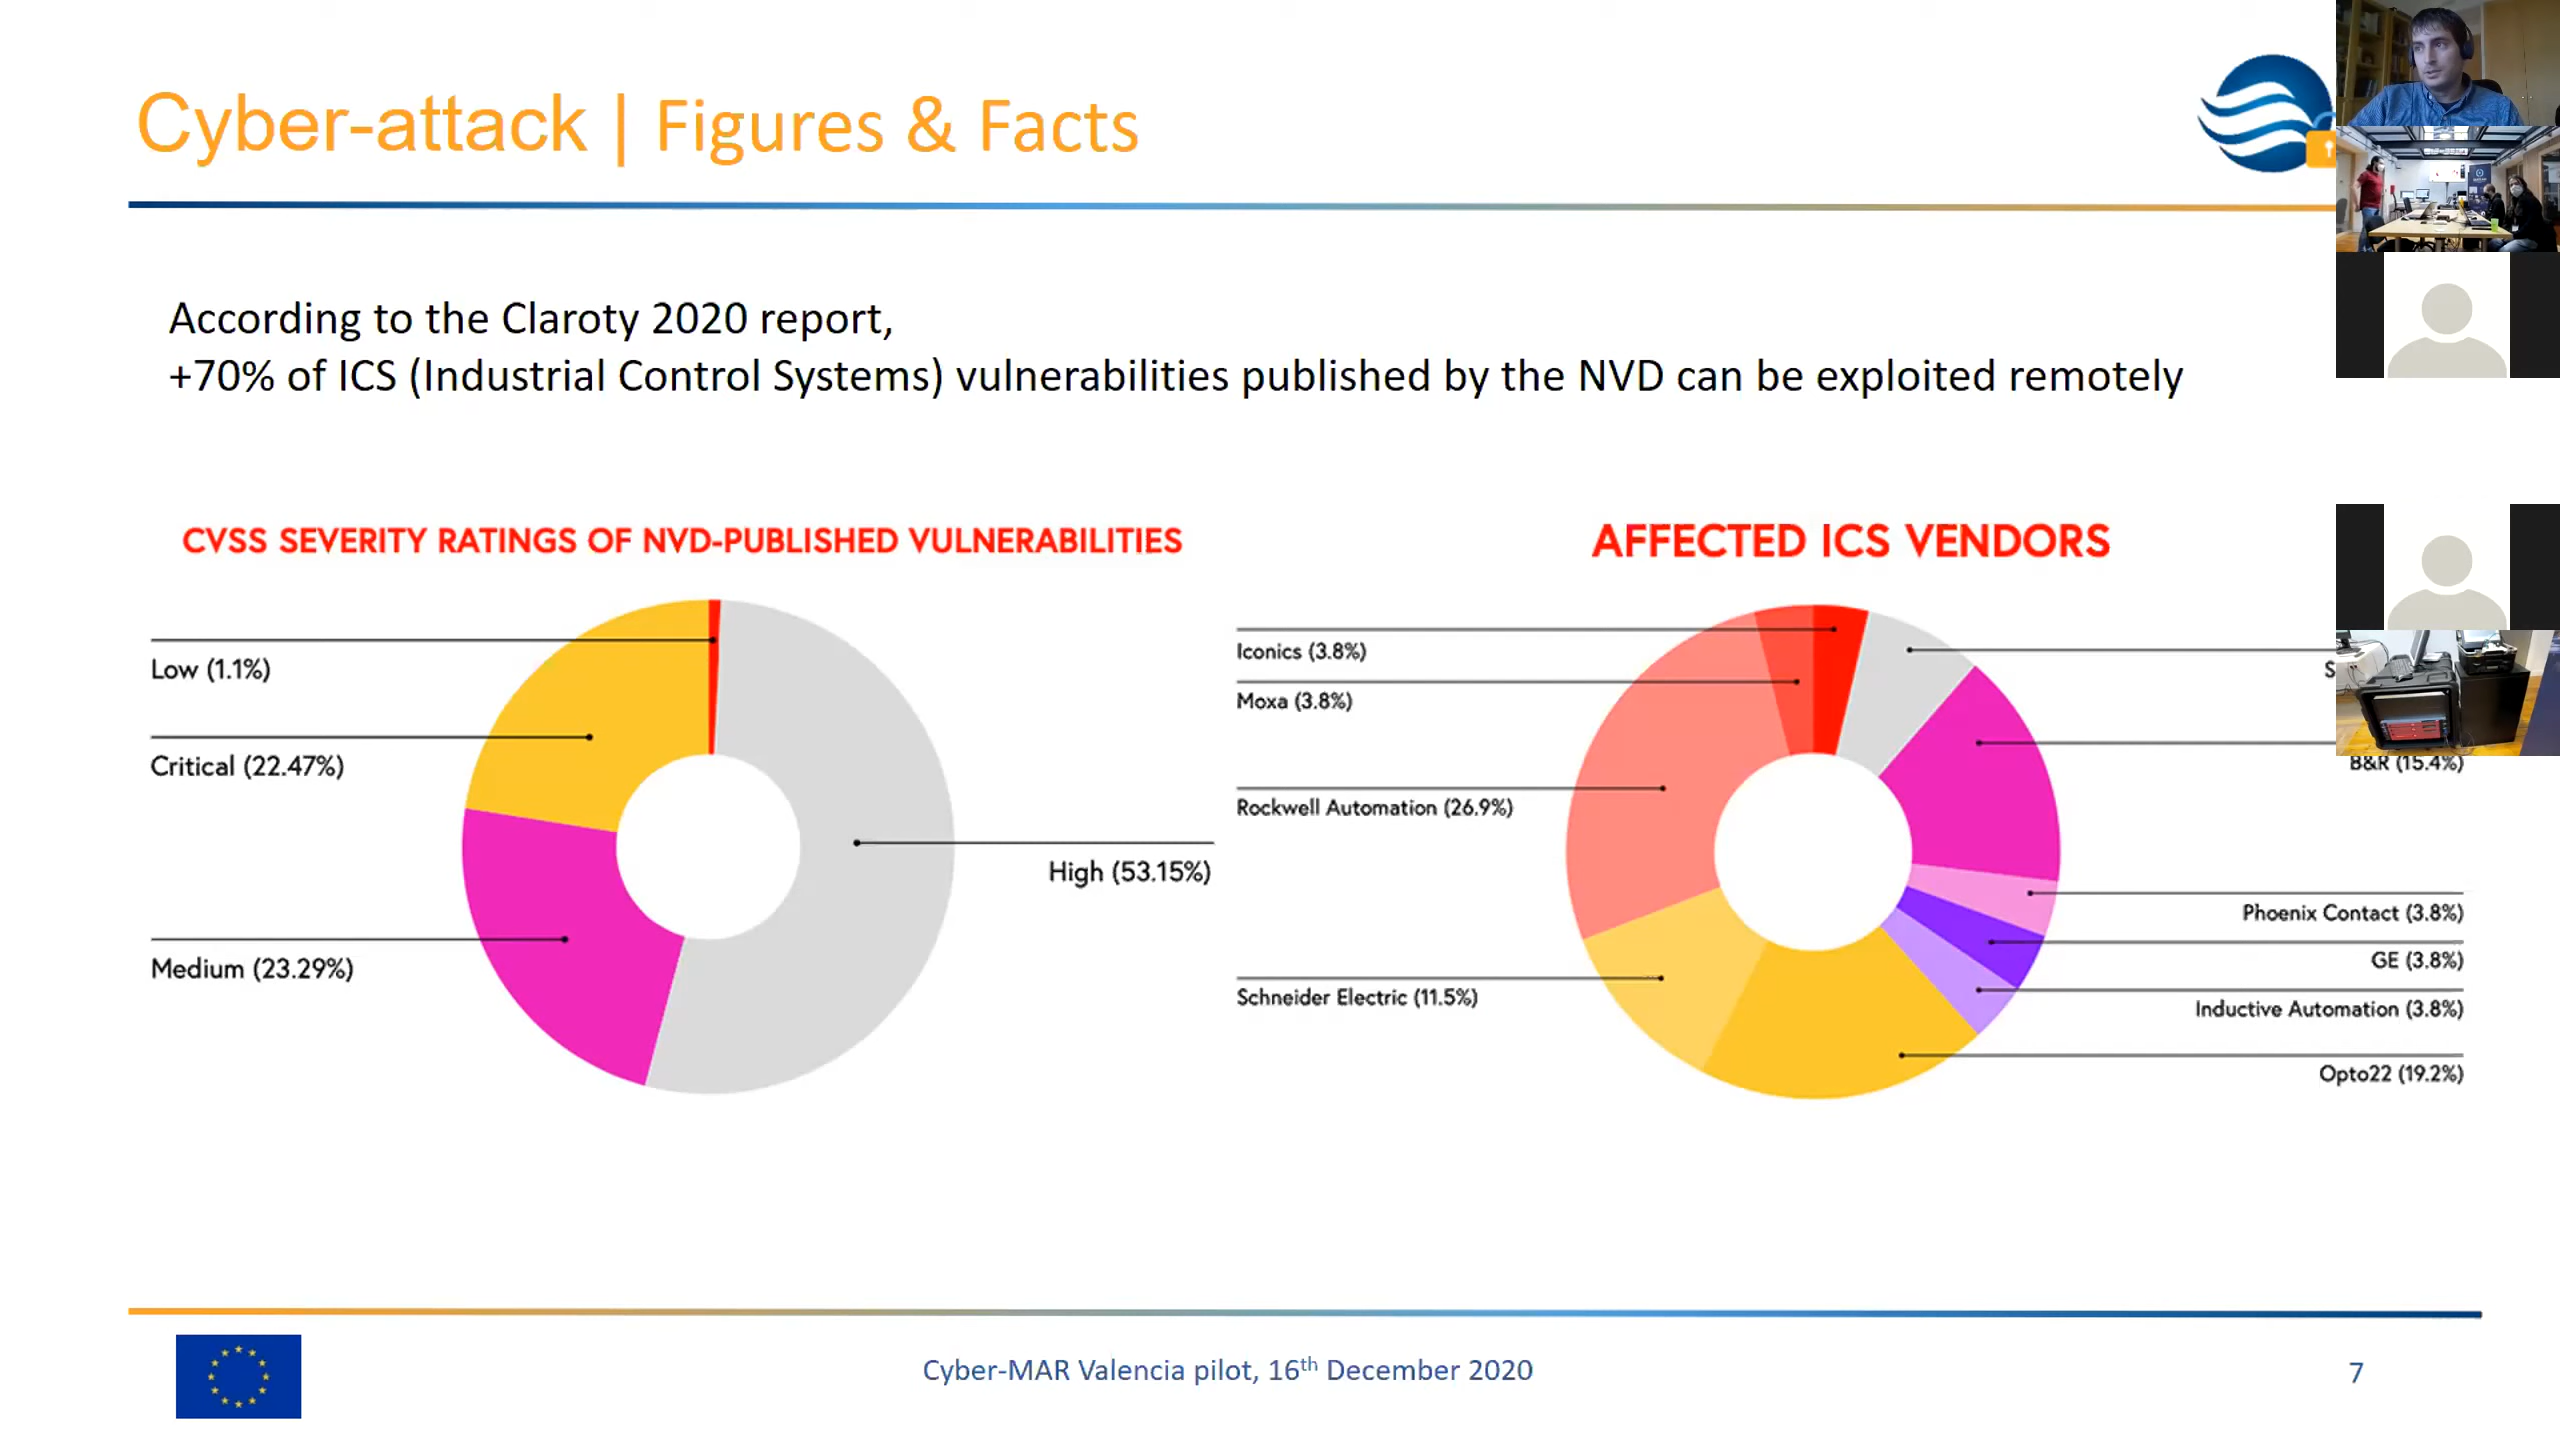 Cyber-attack | Figures & Facts
According to the Claroty 2020 report,
+70% of ICS (Industrial Control Systems) vulnerabilities published by the NVD can be exploited remotely
CVSS SEVERITY RATINGS OF NVD-PUBLISHED VULNERABILITIES
Low (1.1%)
Critical (22.47%)
Medium (23.29%)
High (53.15%)
AFFECTED ICS VENDORS
Iconics (3.8%)
Moxa (3.8%)
Rockwell Automation (26.9%)
Schneider Electric (11.5%)
B&R (15.4%)
Phoenix Contact (3.8%)
GE (3.8%)
Inductive Automation (3.8%)
Opto22 (19.2%)
Cyber-MAR Valencia pilot, 16th December 2020
7